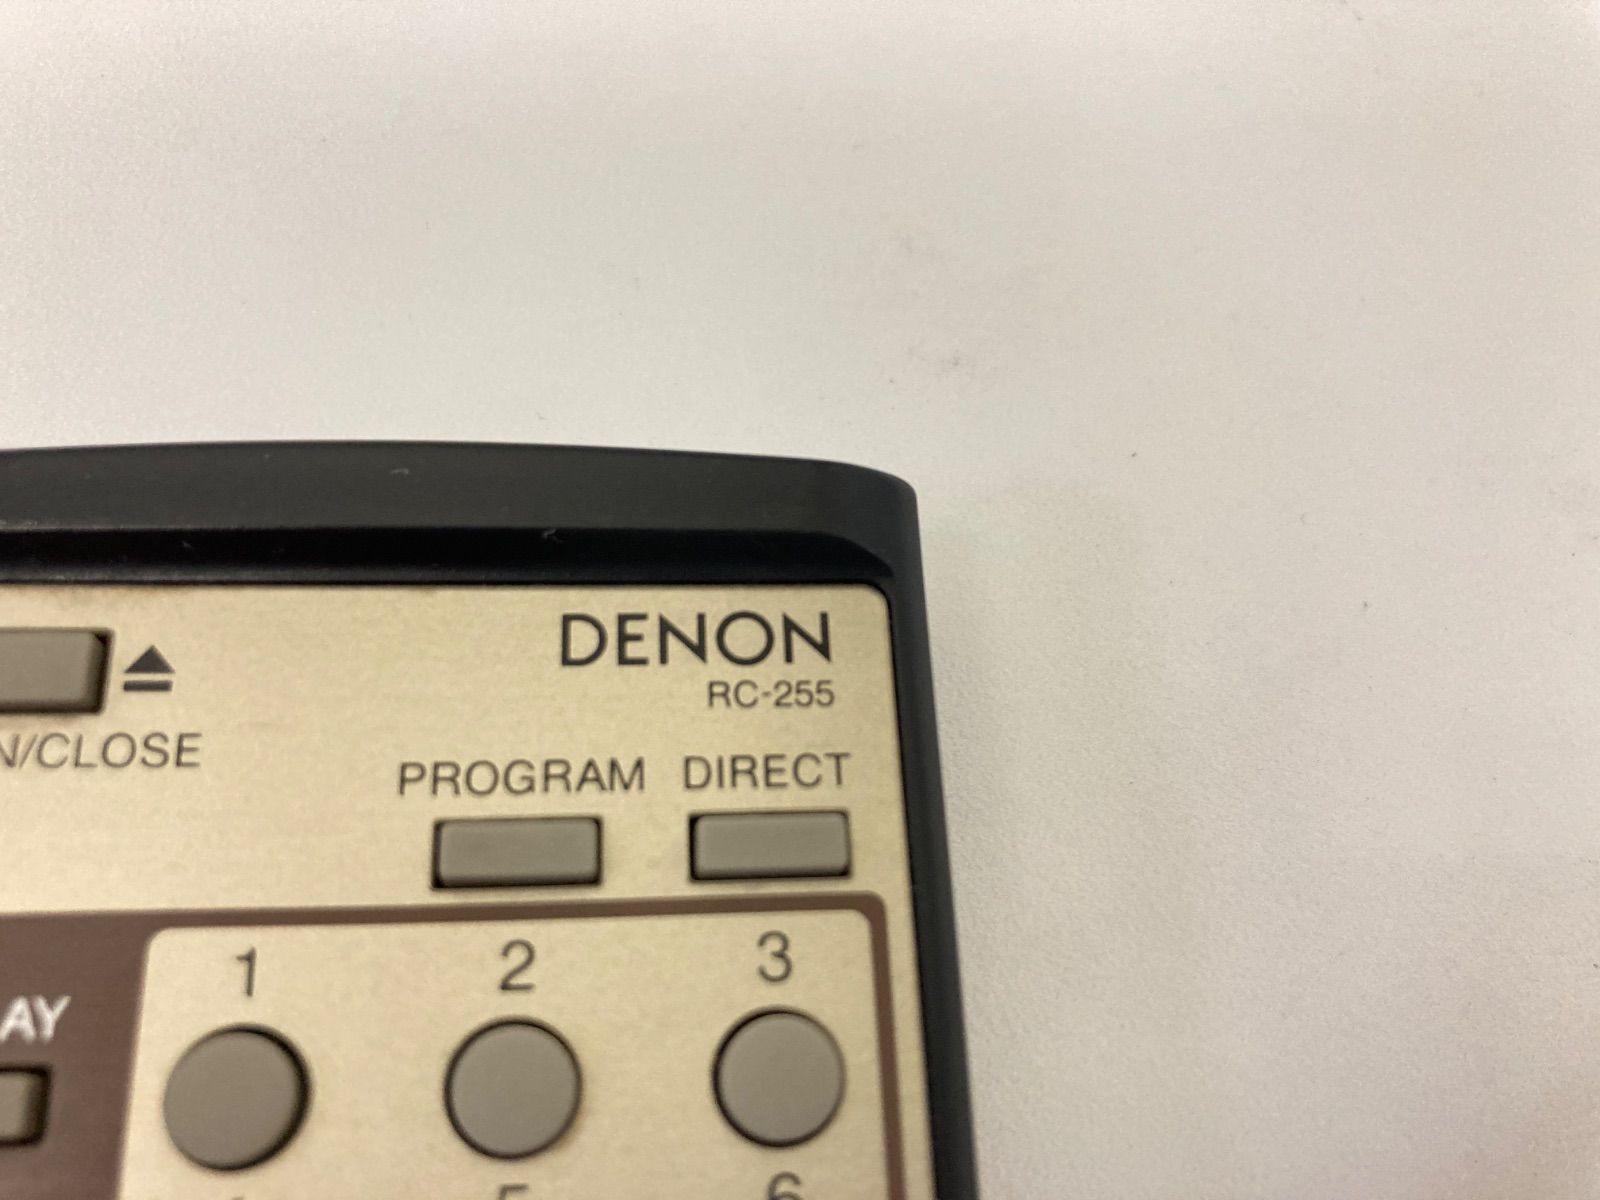 DENON
RC-255
N/CLOSE
PROGRAM DIRECT
1 2 3
AY
5 6